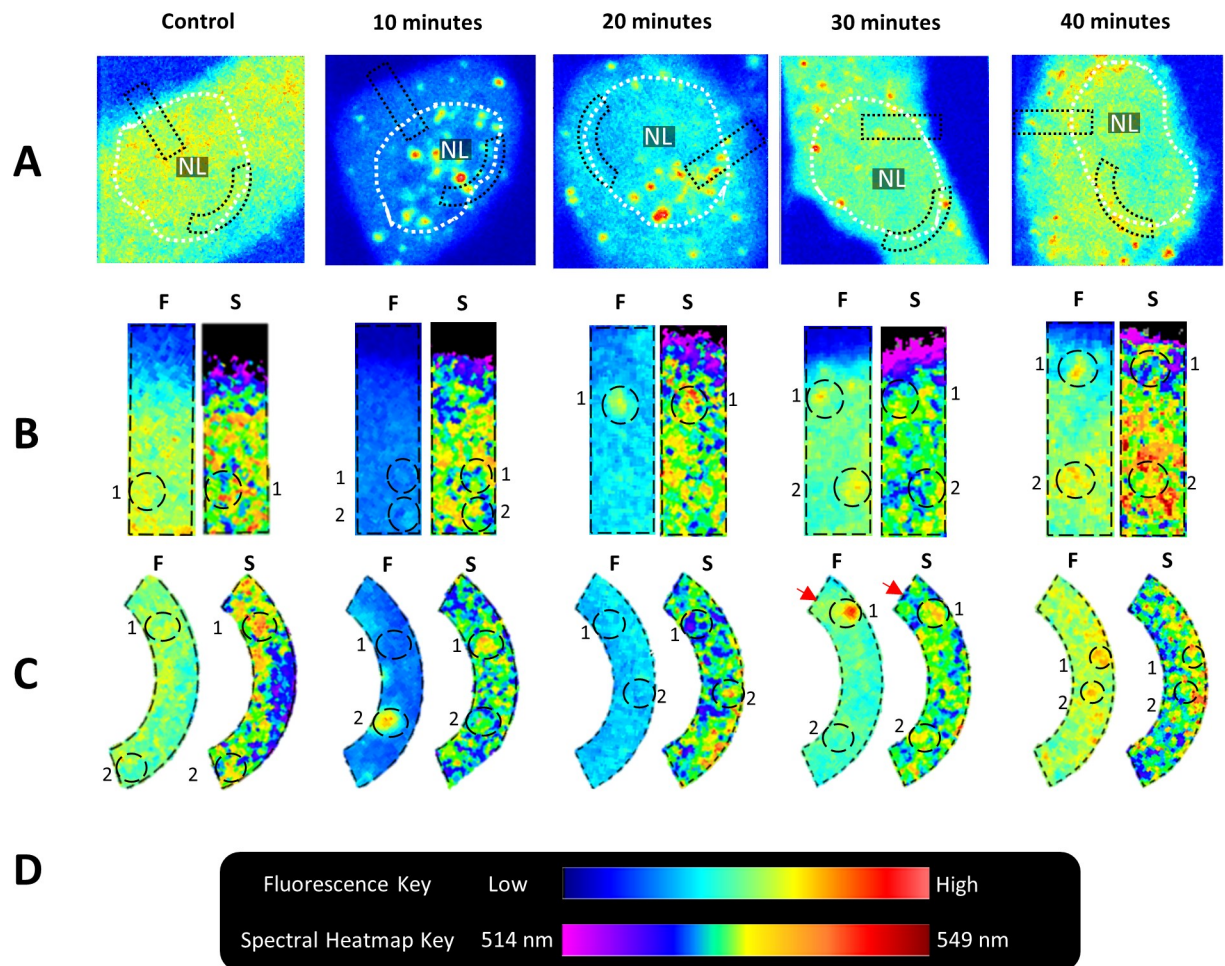 Control 10 minutes 20 minutes 30 minutes 40 minutes
A
NL NL NL NL NL
F S F S F S F S F S
B
1 1
1 1
2 2
1 1
1 1
2 2
1 1
2 2
F S F S F S F S F S
C
1 1
2 2
1 1
2 2
1 1
2 2
1 1
2 2
1 1
2 2
D
Fluorescence Key Low High
Spectral Heatmap Key 514 nm 549 nm